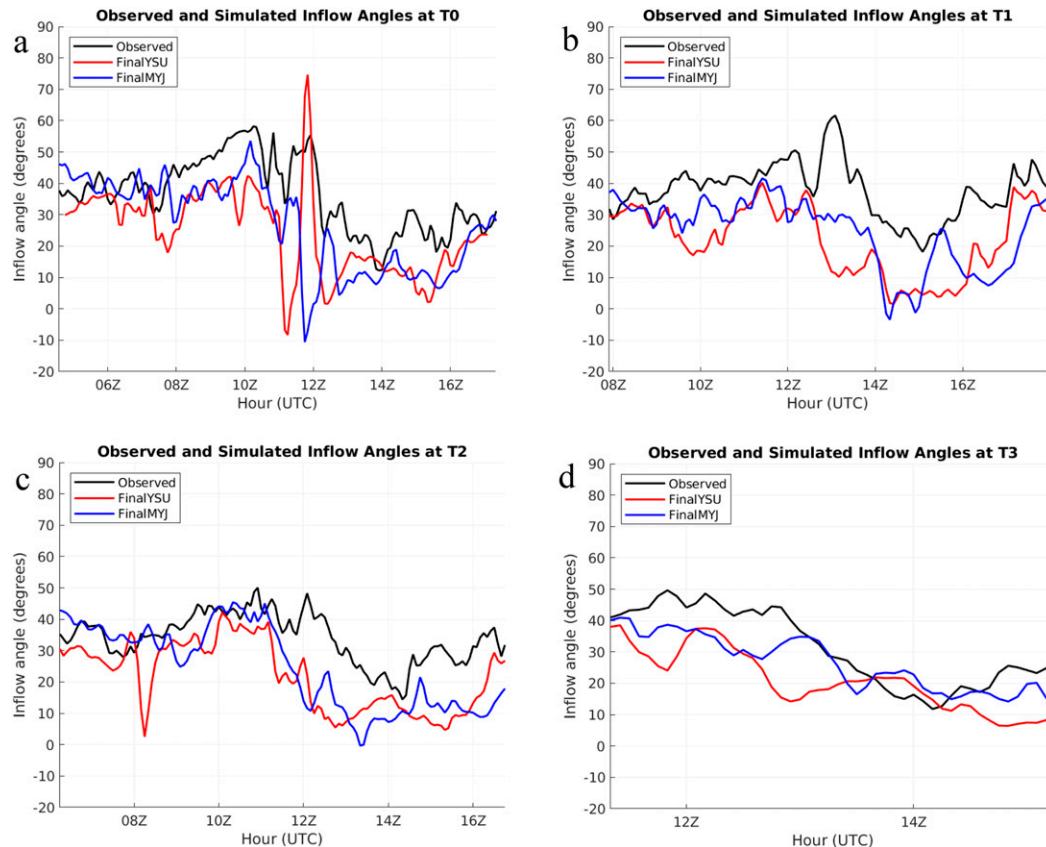 a
Observed and Simulated Inflow Angles at T0
Observed
FinalYSU
FinalMYJ
Inflow angle (degrees)
90
80
70
60
50
40
30
20
10
0
-10
-20
06Z 08Z 10Z 12Z 14Z 16Z
Hour (UTC)
b
Observed and Simulated Inflow Angles at T1
Observed
FinalYSU
FinalMYJ
Inflow angle (degrees)
90
80
70
60
50
40
30
20
10
0
-10
-20
08Z 10Z 12Z 14Z 16Z
Hour (UTC)
c
Observed and Simulated Inflow Angles at T2
Observed
FinalYSU
FinalMYJ
Inflow angle (degrees)
90
80
70
60
50
40
30
20
10
0
-10
-20
08Z 10Z 12Z 14Z 16Z
Hour (UTC)
d
Observed and Simulated Inflow Angles at T3
Observed
FinalYSU
FinalMYJ
Inflow angle (degrees)
90
80
70
60
50
40
30
20
10
0
-10
-20
12Z 14Z
Hour (UTC)